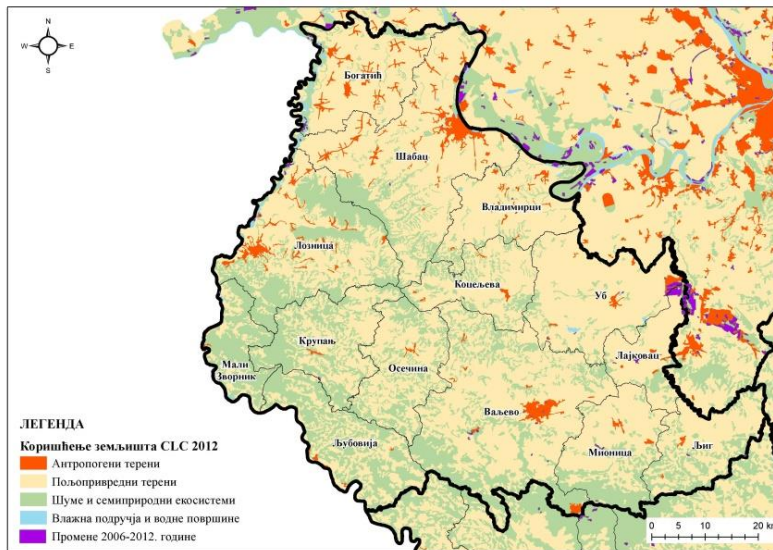 N
W E
S
Богатић
Шабац
Владимирци
Лозница
Коцељева
Уб
Крупањ
Осечина
Лајковац
Мали
Зворник
Ваљево
Љубовија
Мионица
Љиг
ЛЕГЕНДА
Коришћење земљишта CLC 2012
Антропогени терени
Пољопривредни терени
Шуме и семиприродни екосистеми
Влажна подручја и водне површине
Промене 2006-2012. године
0 5 10 20 km